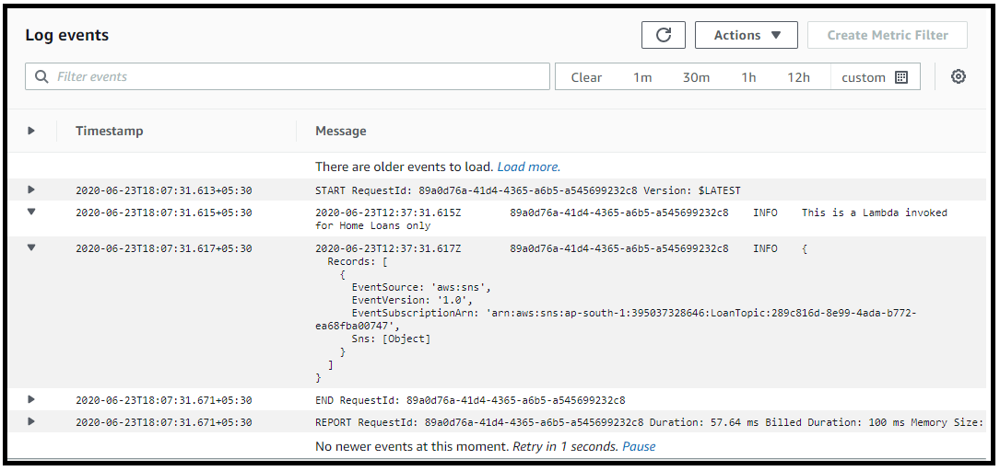 Log events
Actions
Create Metric Filter
Filter events
Clear 1m 30m 1h 12h custom
Timestamp Message
There are older events to load. Load more.
2020-06-23T18:07:31.613+05:30 START RequestId: 89a0d76a-41d4-4365-a6b5-a545699232c8 Version: $LATEST
2020-06-23T18:07:31.615+05:30 2020-06-23T12:37:31.615Z 89a0d76a-41d4-4365-a6b5-a545699232c8 INFO This is a Lambda invoked
for Home Loans only
2020-06-23T18:07:31.617+05:30 2020-06-23T12:37:31.617Z 89a0d76a-41d4-4365-a6b5-a545699232c8 INFO {
Records: [
{
EventSource: 'aws:sns',
EventVersion: '1.0',
EventSubscriptionArn: 'arn:aws:sns:ap-south-1:395037328646:LoanTopic:289c816d-8e99-4ada-b772-
ea68fba00747',
Sns: [Object]
}
]
}
2020-06-23T18:07:31.671+05:30 END RequestId: 89a0d76a-41d4-4365-a6b5-a545699232c8
2020-06-23T18:07:31.671+05:30 REPORT RequestId: 89a0d76a-41d4-4365-a6b5-a545699232c8 Duration: 57.64 ms Billed Duration: 100 ms Memory Size:
No newer events at this moment. Retry in 1 seconds. Pause